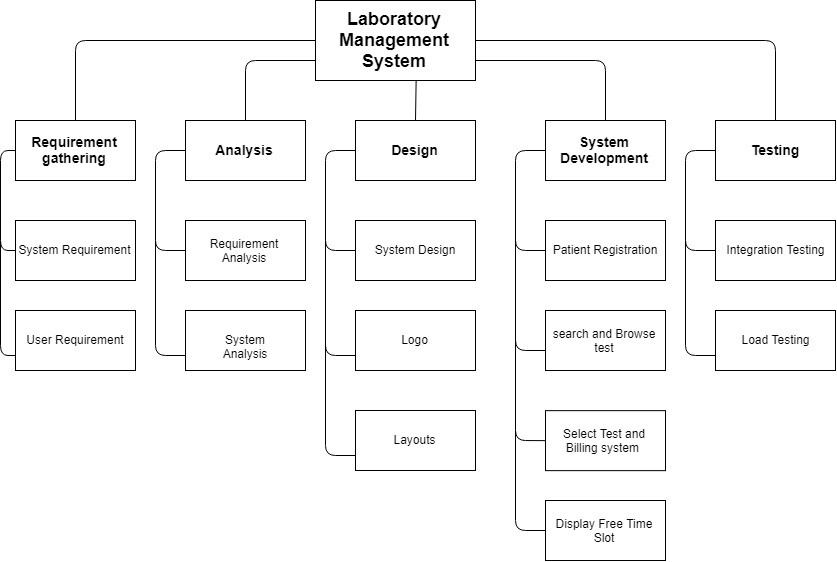 Laboratory
Management
System
Requirement
gathering
Analysis
Design
System
Development
Testing
System Requirement
Requirement
Analysis
System Design
Patient Registration
Integration Testing
User Requirement
System
Analysis
Logo
search and Browse
test
Load Testing
Layouts
Select Test and
Billing system
Display Free Time
Slot